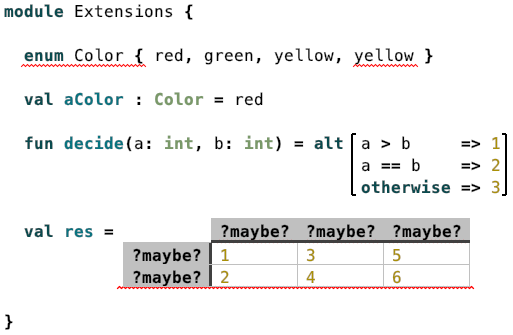 module Extensions {
enum Color { red, green, yellow, yellow }
val aColor : Color = red
fun decide(a: int, b: int) = alt [a > b => 1]
a == b => 2
otherwise => 3
val res =
?maybe? ?maybe? ?maybe?
?maybe? 1 3 5
?maybe? 2 4 6
}